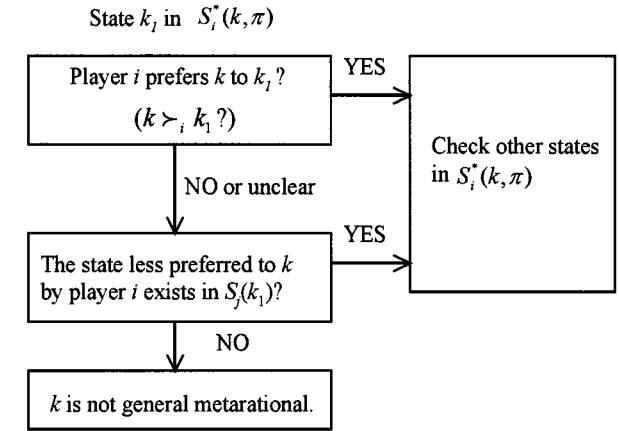 State k₁ in S*ᵢ(k,π)
Player i prefers k to k₁?
(k ≻ᵢ k₁?)
YES
Check other states
in S*ᵢ(k,π)
NO or unclear
The state less preferred to k
by player i exists in Sⱼ(k₁)?
YES
NO
k is not general metarational.